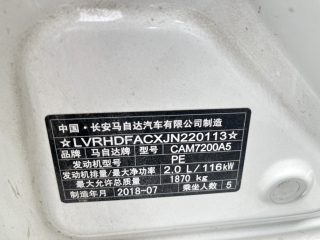 中国·长安马自达汽车有限公司制造
☆LVRHDFACXJN220113☆
品牌 马自达牌 型号 CAM7200A5
发动机型号 PE
发动机排量/最大净功率 2.0 L/116kW
最大允许总质量 1870 kg
制造年月 2018-07 乘坐人数 5